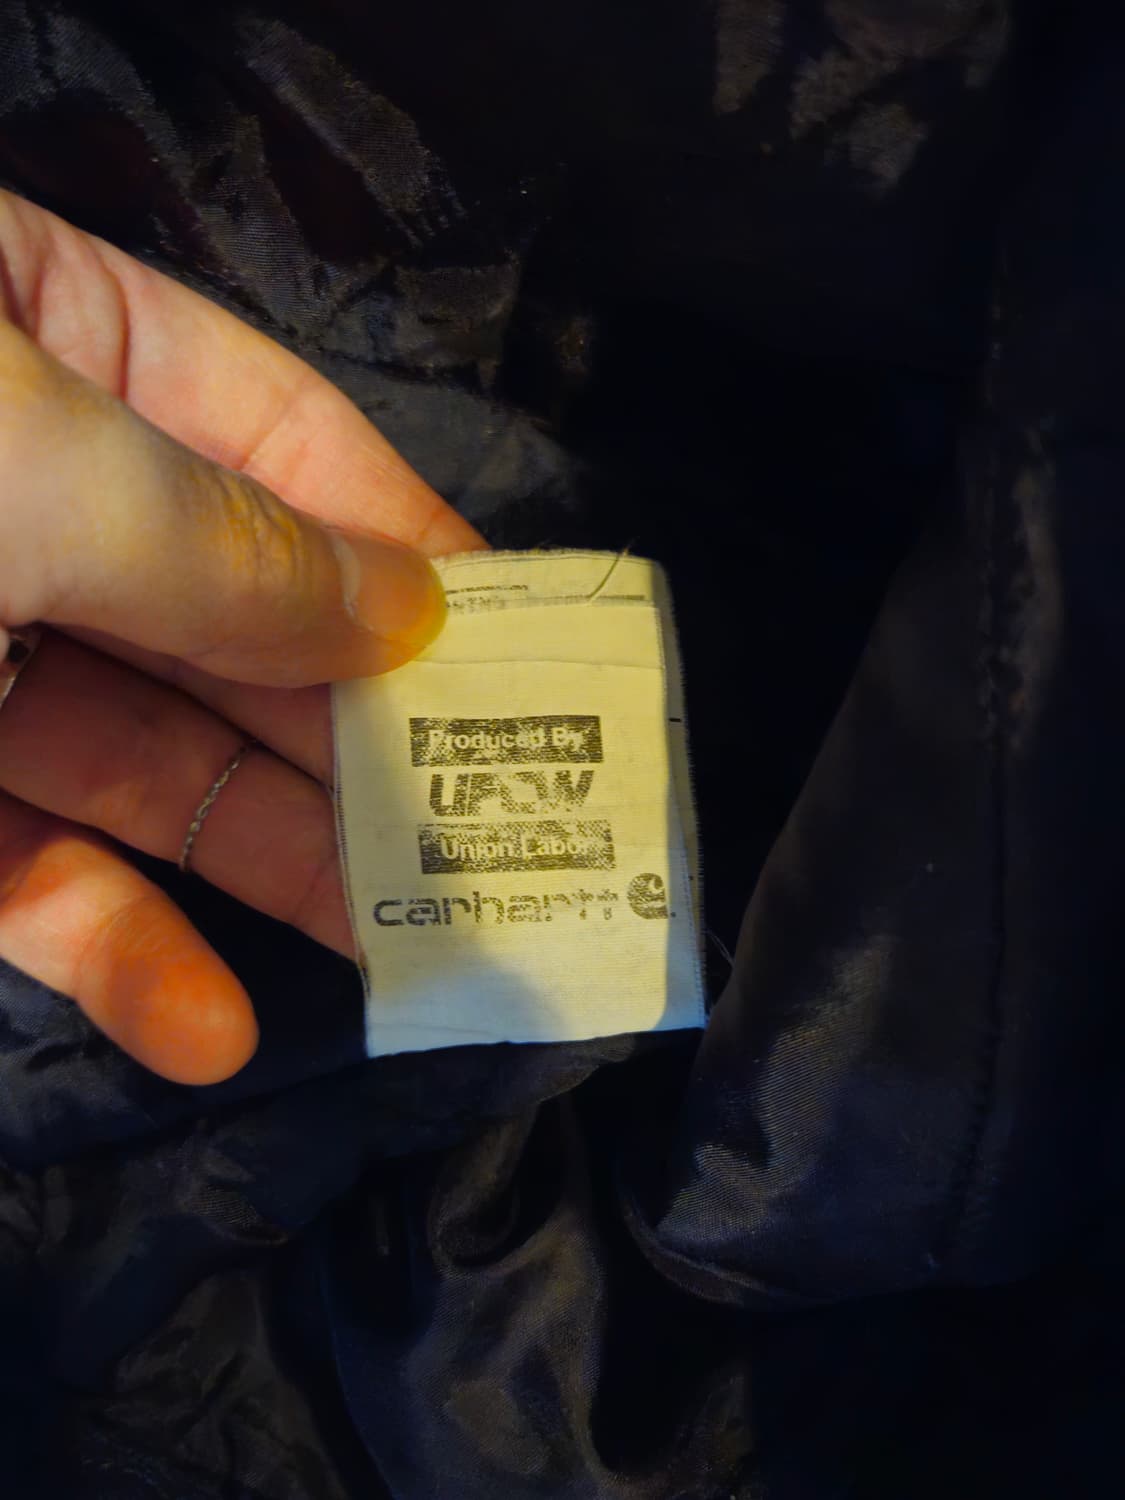 Produced By
UFCW
Union Labor
carhartt